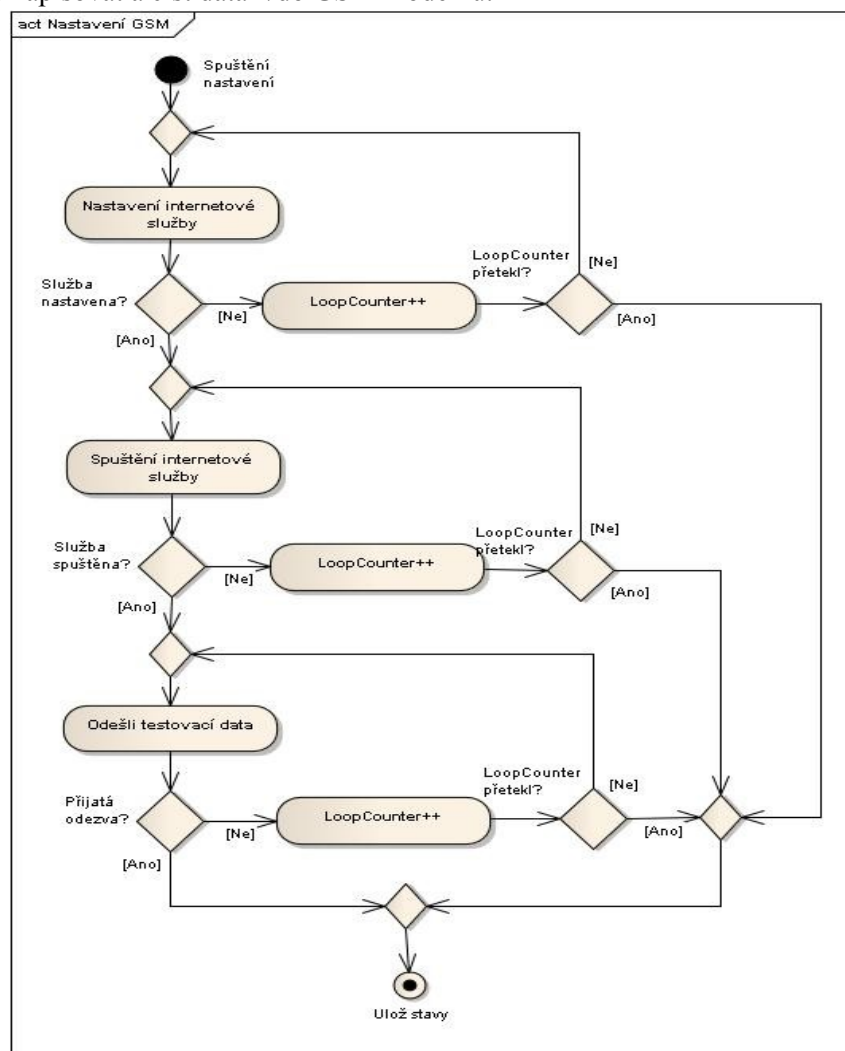 act Nastavení GSM
Spuštění
nastavení
Nastavení internetové
služby
Služba
nastavena?
[Ne]
LoopCounter++
LoopCounter
přetekl?
[Ne]
[Ano]
[Ano]
Spuštění internetové
služby
Služba
spuštěna?
[Ne]
LoopCounter++
LoopCounter
přetekl?
[Ne]
[Ano]
[Ano]
Odešli testovací data
Přijatá
odezva?
[Ne]
LoopCounter++
LoopCounter
přetekl?
[Ne]
[Ano]
[Ano]
Ulož stavy